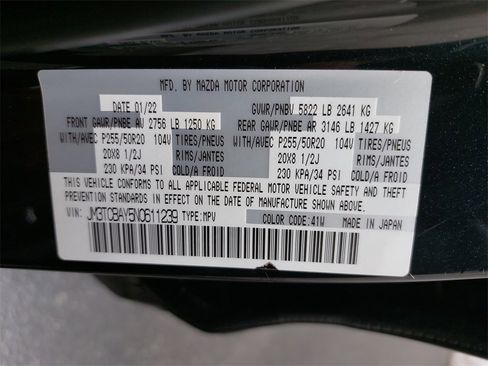 MFD. BY MAZDA MOTOR CORPORATION
DATE 01/22 GVWR/PNBV 5822 LB 2641 KG
FRONT GAWR/PNBE AV 2756 LB 1250 KG REAR GAWR/PNBE AR 3146 LB 1427 KG
WITH/AVEC P255/50R20 104V TIRES/PNEUS WITH/AVEC P255/50R20 104V TIRES/PNEUS
20X8 1/2J RIMS/JANTES 20X8 1/2J RIMS/JANTES
230 KPA/34 PSI 230 KPA/34 PSI
THIS VEHICLE CONFORMS TO ALL APPLICABLE FEDERAL MOTOR VEHICLE SAFETY AND THEFT
PREVENTION STANDARDS IN EFFECT ON THE DATE OF MANUFACTURE SHOWN ABOVE.
VIN: JM3TCBAY5N0611239 TYPE:MPV COLOR CODE:41W MADE IN JAPAN